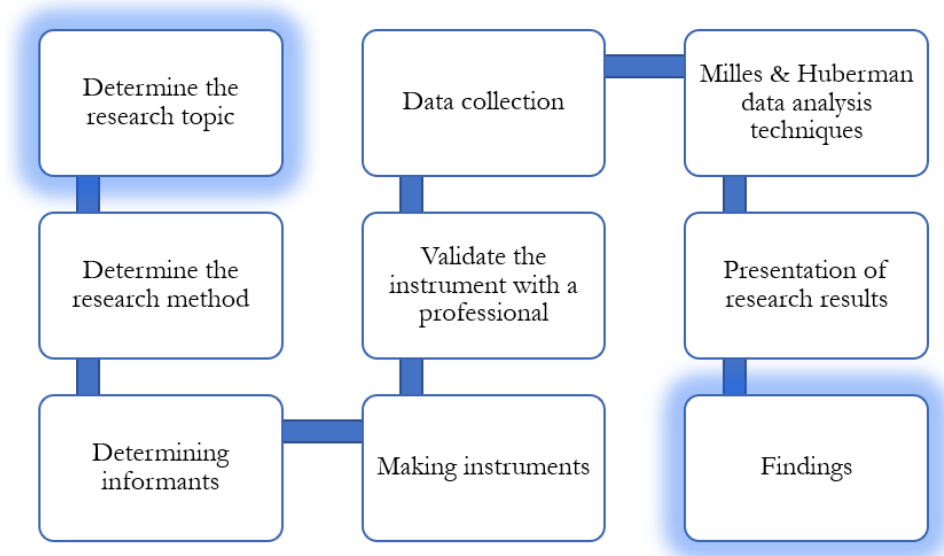 Determine the
research topic
Determine the
research method
Determining
informants
Making instruments
Validate the
instrument with a
professional
Data collection
Milles & Huberman
data analysis
techniques
Presentation of
research results
Findings